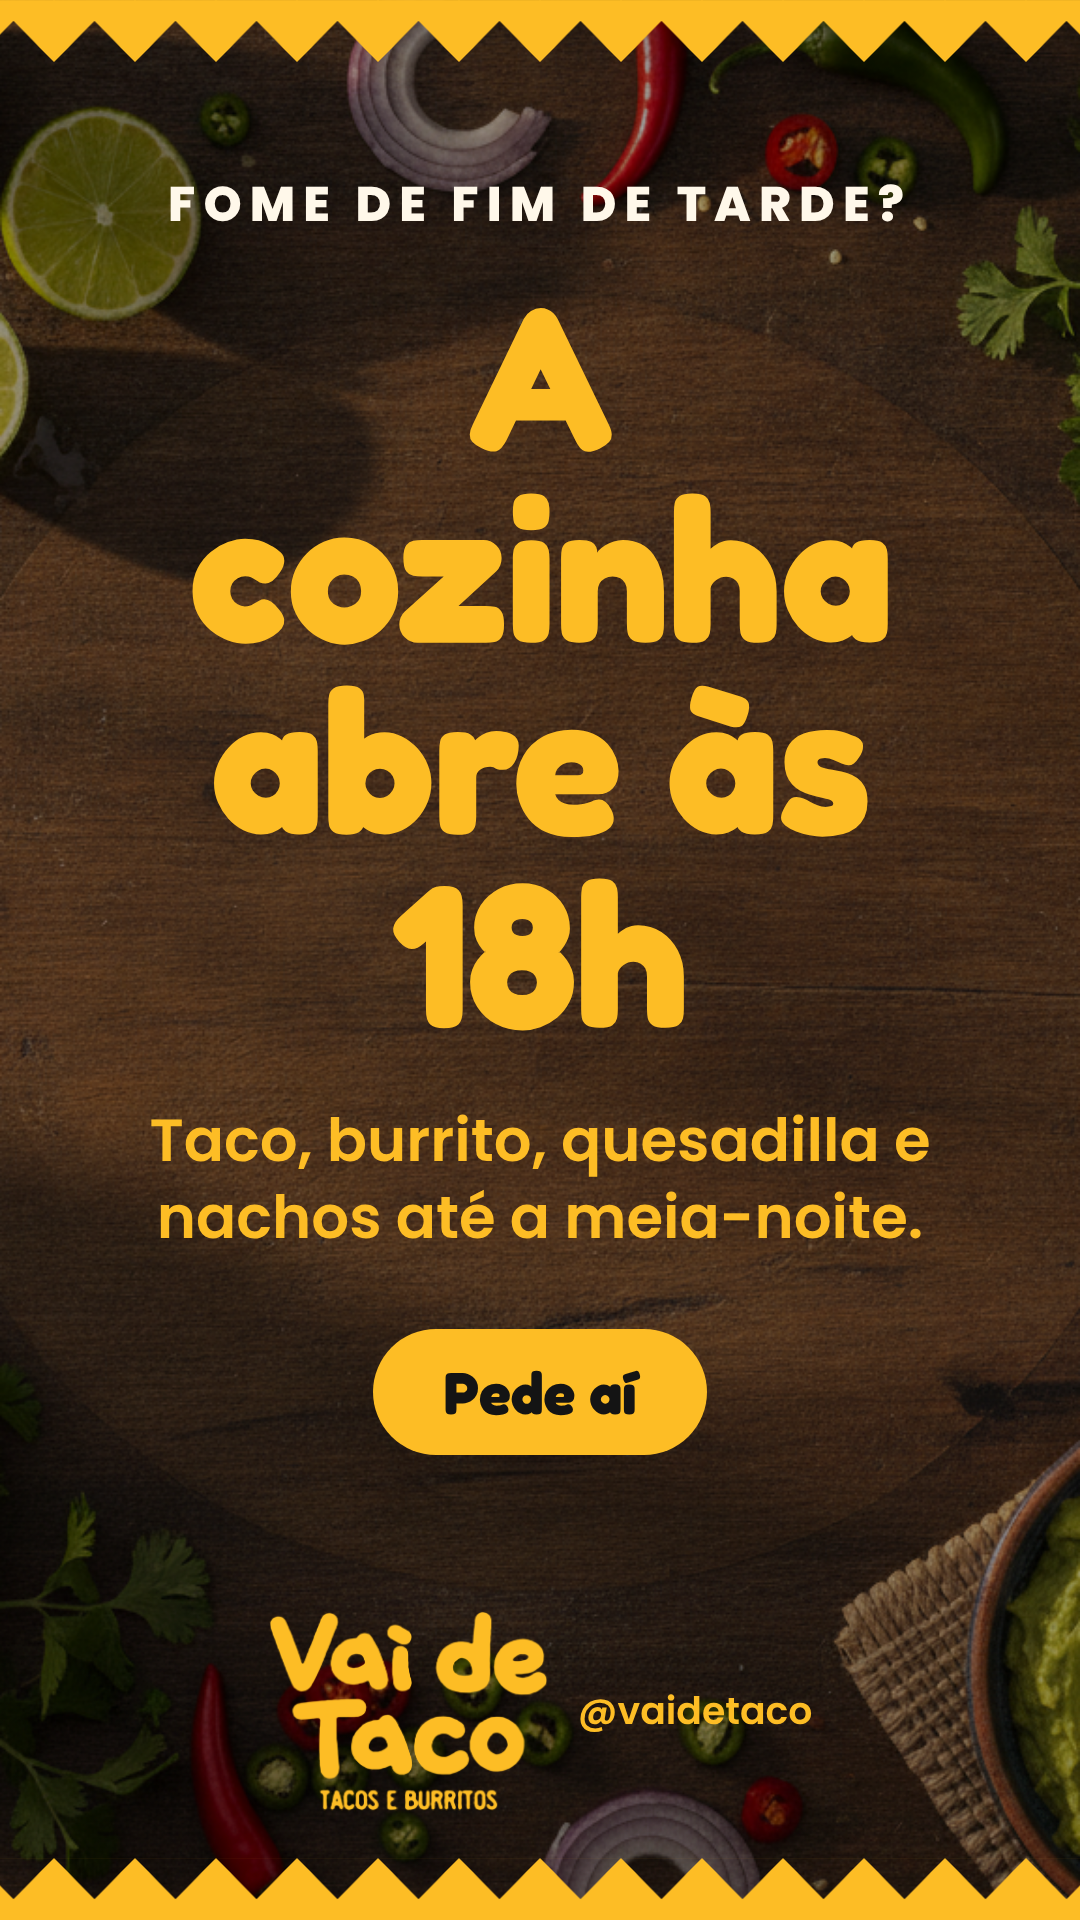 FOME DE FIM DE TARDE?
A
cozinha
abre às
18h
Taco, burrito, quesadilla e
nachos até a meia-noite.
Pede aí
Vai de
Taco
TACOS E BURRITOS
@vaidetaco